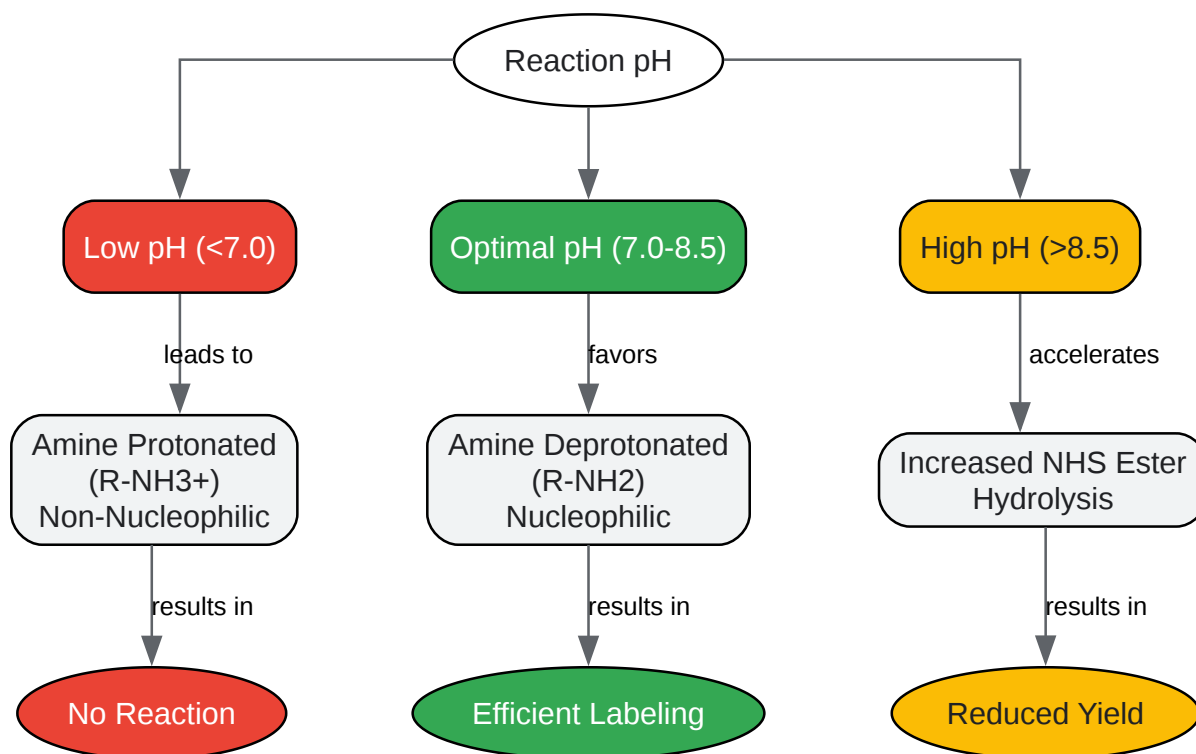 Reaction pH
Low pH (<7.0)
Optimal pH (7.0-8.5)
High pH (>8.5)
leads to
favors
accelerates
Amine Protonated
(R-NH3+)
Non-Nucleophilic
Amine Deprotonated
(R-NH2)
Nucleophilic
Increased NHS Ester
Hydrolysis
results in
results in
results in
No Reaction
Efficient Labeling
Reduced Yield